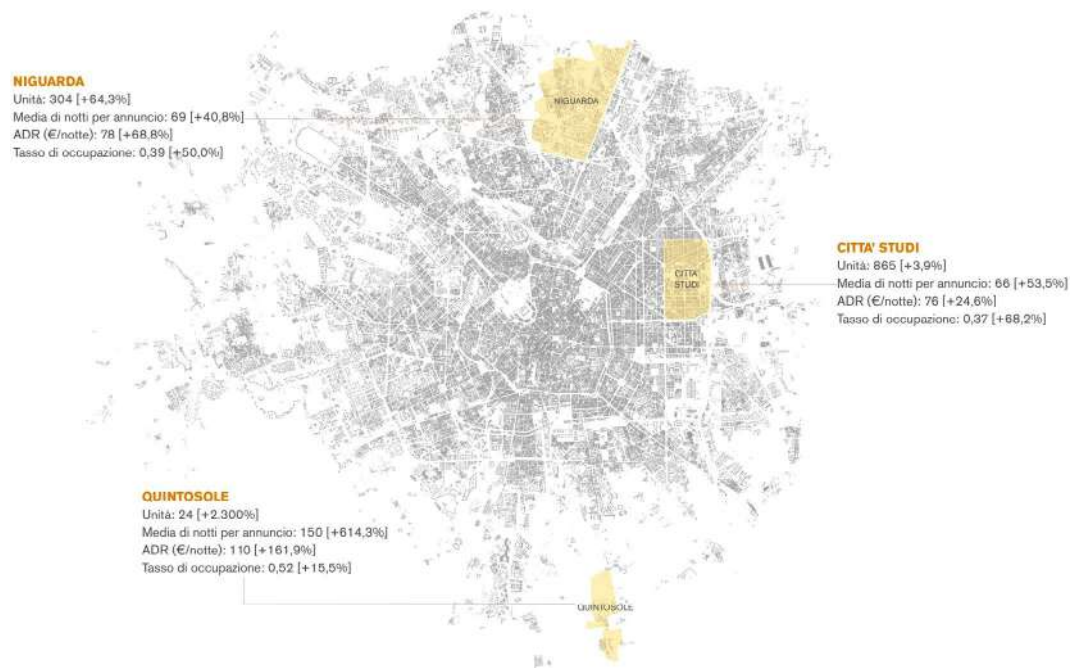 NIGUARDA
Unità: 304 [+64,3%]
Media di notti per annuncio: 69 [+40,8%]
ADR (€/notte): 78 [+68,8%]
Tasso di occupazione: 0,39 [+50,0%]
NIGUARDA
CITTA' STUDI
Unità: 865 [+3,9%]
Media di notti per annuncio: 66 [+53,5%]
ADR (€/notte): 76 [+24,6%]
Tasso di occupazione: 0,37 [+68,2%]
CITTA'
STUDI
QUINTOSOLE
Unità: 24 [+2.300%]
Media di notti per annuncio: 150 [+614,3%]
ADR (€/notte): 110 [+161,9%]
Tasso di occupazione: 0,52 [+15,5%]
QUINTOSOLE